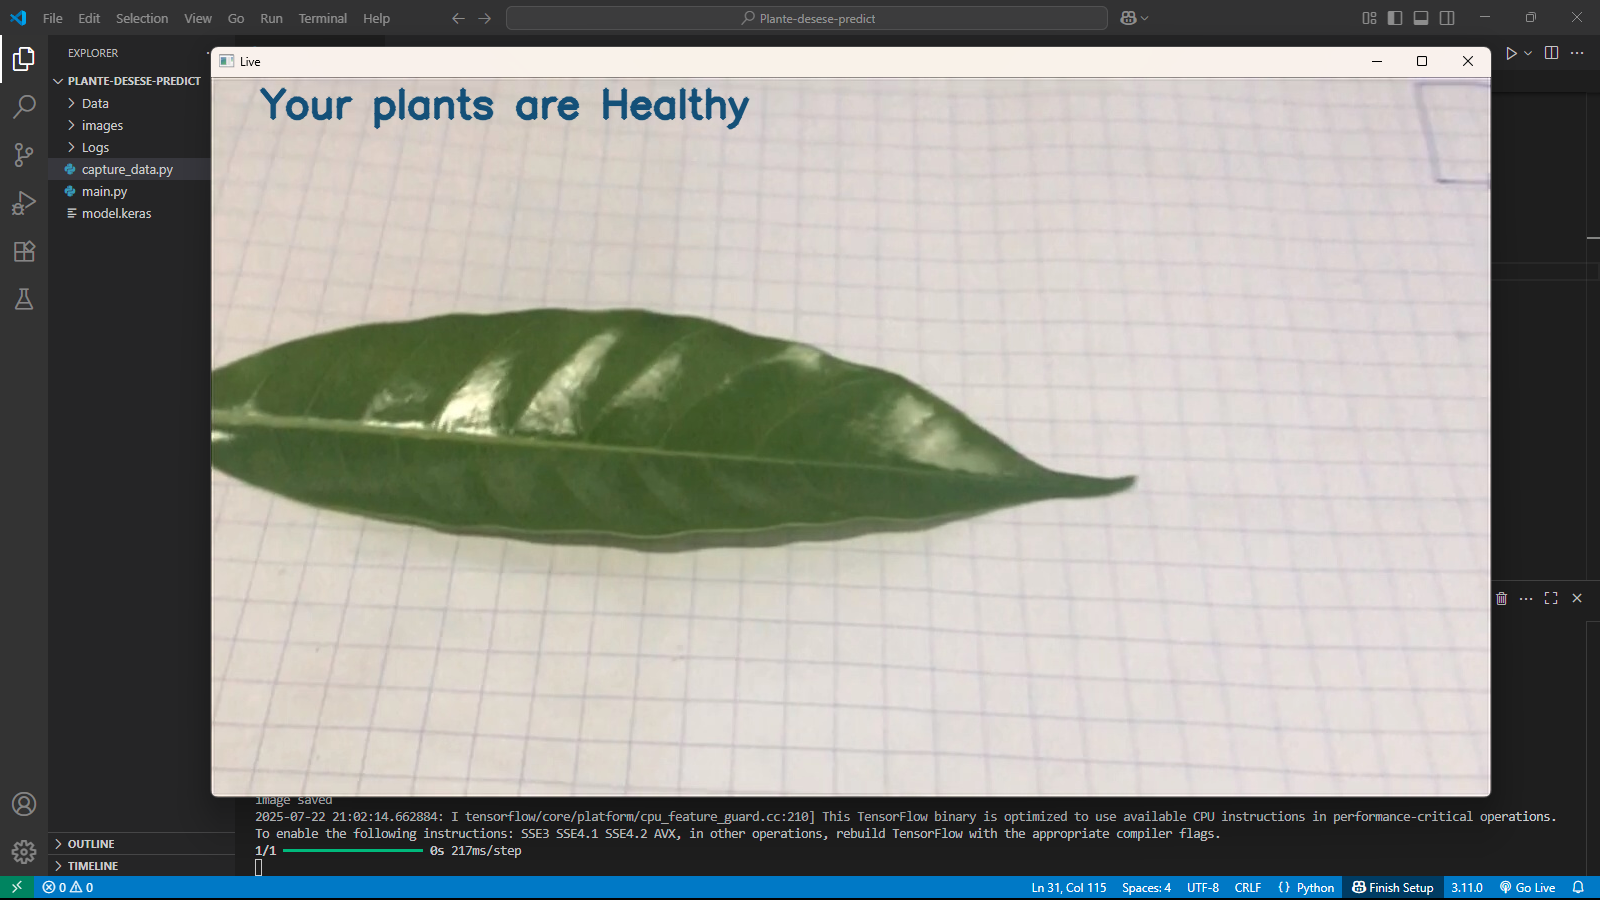 File Edit Selection View Go Run Terminal Help
Plante-desese-predict
EXPLORER
PLANTE-DESESE-PREDICT
Data
images
Logs
capture_data.py
main.py
model.keras
OUTLINE
TIMELINE
Live
Your plants are Healthy
image saved
2025-07-22 21:02:14.662884: I tensorflow/core/platform/cpu_feature_guard.cc:210] This TensorFlow binary is optimized to use available CPU instructions in performance-critical operations.
To enable the following instructions: SSE3 SSE4.1 SSE4.2 AVX, in other operations, rebuild TensorFlow with the appropriate compiler flags.
1/1 0s 217ms/step
0 0 Ln 31, Col 115 Spaces: 4 UTF-8 CRLF {} Python Finish Setup 3.11.0 Go Live